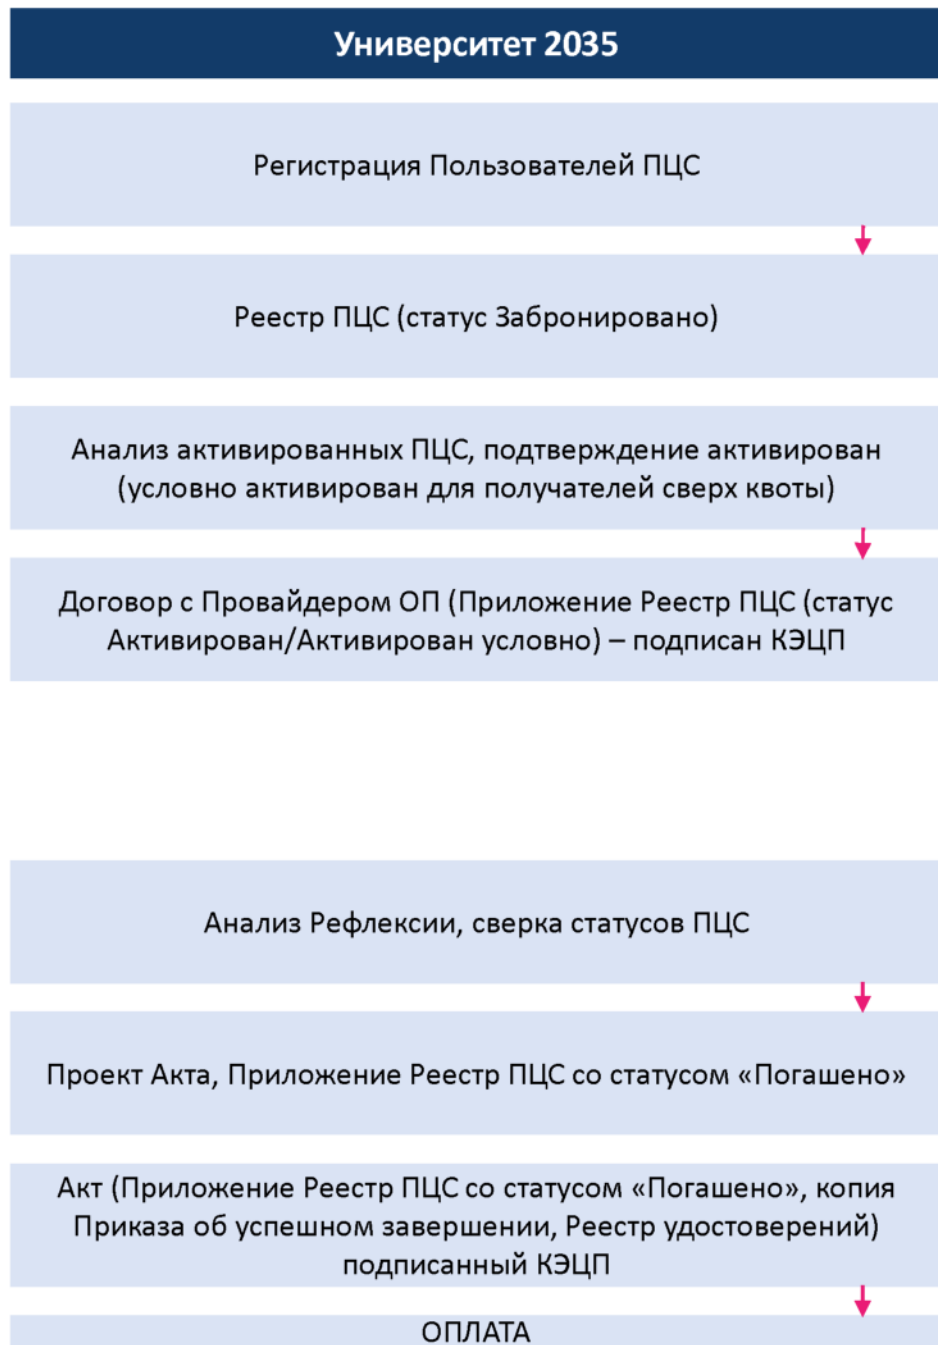 Университет 2035
Регистрация Пользователей ПЦС
Реестр ПЦС (статус Забронировано)
Анализ активированных ПЦС, подтверждение активирован
(условно активирован для получателей сверх квоты)
Договор с Провайдером ОП (Приложение Реестр ПЦС (статус
Активирован/Активирован условно) – подписан КЭЦП
Анализ Рефлексии, сверка статусов ПЦС
Проект Акта, Приложение Реестр ПЦС со статусом «Погашено»
Акт (Приложение Реестр ПЦС со статусом «Погашено», копия
Приказа об успешном завершении, Реестр удостоверений)
подписанный КЭЦП
ОПЛАТА